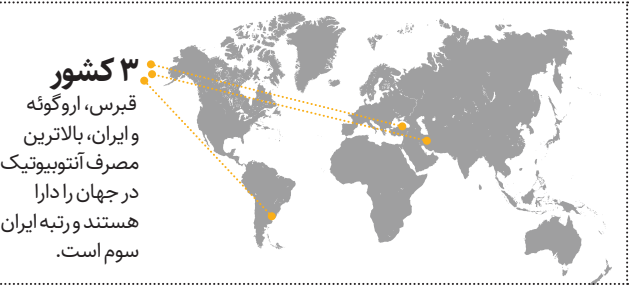 ۳ کشور
قبرس، اروگوئه
و ایران، بالاترین
مصرف آنتوبیوتیک
در جهان را دارا
هستند و رتبه ایران
سوم است.